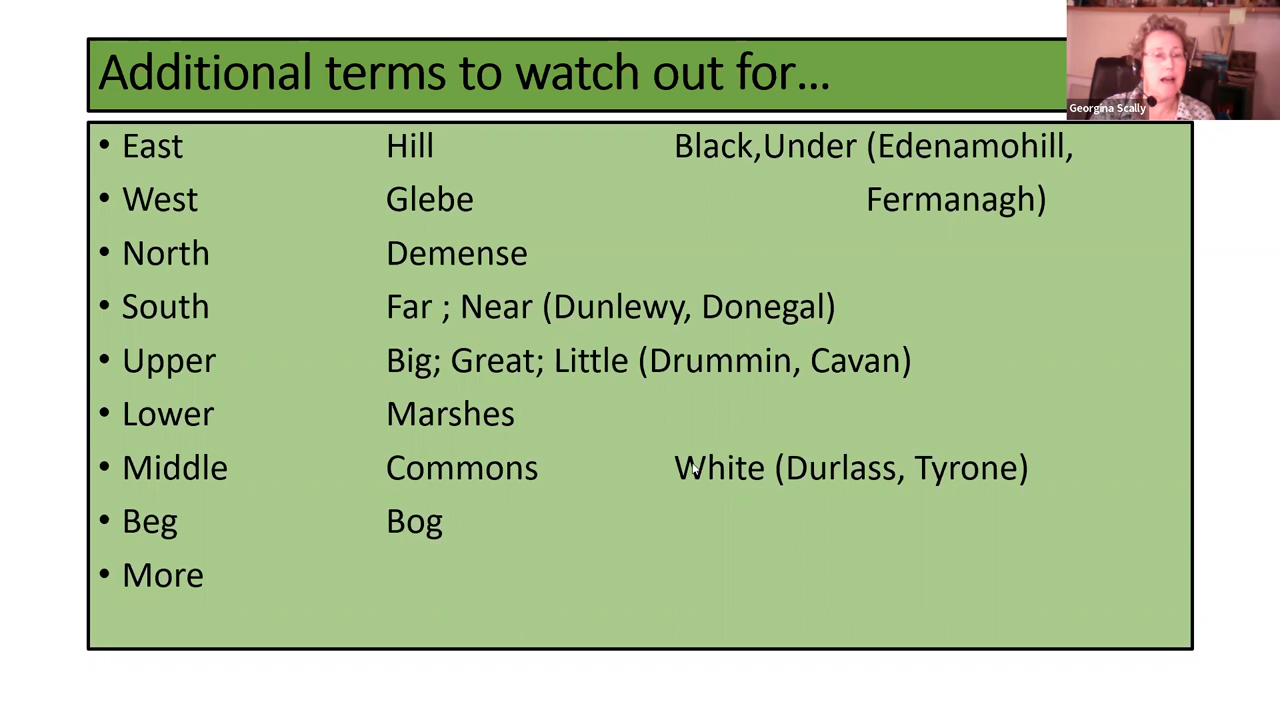 Additional terms to watch out for...
Georgina Scally
• East Hill Black,Under (Edenamohill,
• West Glebe Fermanagh)
• North Demense
• South Far ; Near (Dunlewy, Donegal)
• Upper Big; Great; Little (Drummin, Cavan)
• Lower Marshes
• Middle Commons White (Durlass, Tyrone)
• Beg Bog
• More